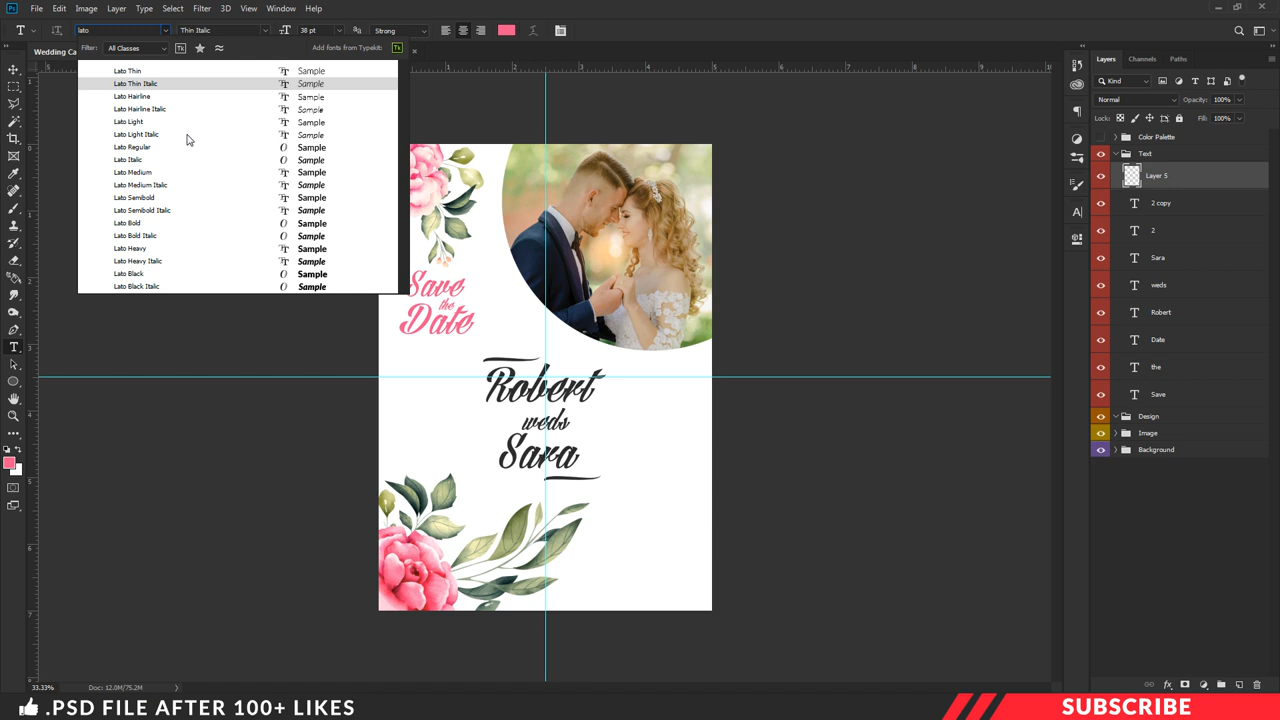 Ps File Edit Image Layer Type Select Filter 3D View Window Help
lato Thin Italic 38 pt Strong
Filter: All Classes Tk Add fonts from Typekit: Tk
Wedding Ca
Lato Thin Sample
Lato Thin Italic Sample
Lato Hairline Sample
Lato Hairline Italic Sample
Lato Light Sample
Lato Light Italic Sample
Lato Regular Sample
Lato Italic Sample
Lato Medium Sample
Lato Medium Italic Sample
Lato Semibold Sample
Lato Semibold Italic Sample
Lato Bold Sample
Lato Bold Italic Sample
Lato Heavy Sample
Lato Heavy Italic Sample
Lato Black Sample
Lato Black Italic Sample
Save
the
Date
Robert
weds
Sara
Layers Channels Paths
Kind
Normal Opacity: 100%
Lock: Fill: 100%
Color Palette
Text
Layer 5
2 copy
2
Sara
weds
Robert
Date
the
Save
Design
Image
Background
33.33% Doc: 12.0M/75.2M
.PSD FILE AFTER 100+ LIKES
SUBSCRIBE